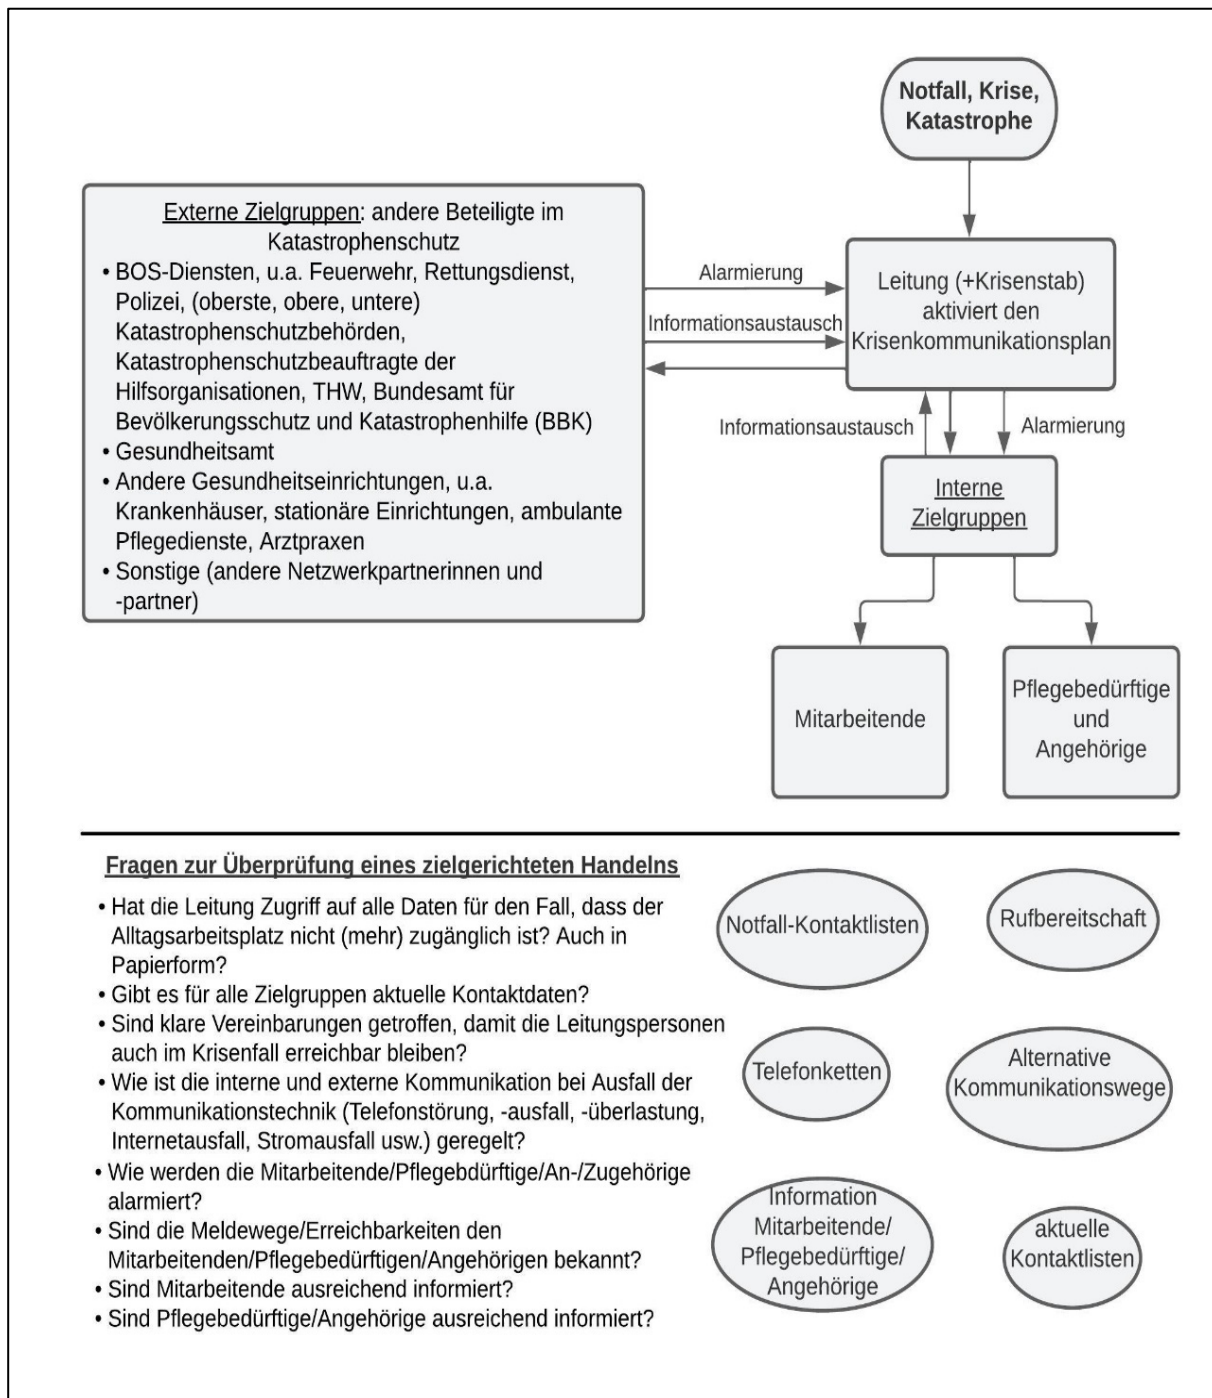 Notfall, Krise,
Katastrophe
Externe Zielgruppen: andere Beteiligte im
Katastrophenschutz
• BOS-Diensten, u.a. Feuerwehr, Rettungsdienst,
Polizei, (oberste, obere, untere)
Katastrophenschutzbehörden,
Katastrophenschutzbeauftragte der
Hilfsorganisationen, THW, Bundesamt für
Bevölkerungsschutz und Katastrophenhilfe (BBK)
• Gesundheitsamt
• Andere Gesundheitseinrichtungen, u.a.
Krankenhäuser, stationäre Einrichtungen, ambulante
Pflegedienste, Arztpraxen
• Sonstige (andere Netzwerkpartnerinnen und
-partner)
Alarmierung
Informationsaustausch
Leitung (+Krisenstab)
aktiviert den
Krisenkommunikationsplan
Informationsaustausch
Alarmierung
Interne
Zielgruppen
Mitarbeitende
Pflegebedürftige
und
Angehörige
Fragen zur Überprüfung eines zielgerichteten Handelns
• Hat die Leitung Zugriff auf alle Daten für den Fall, dass der
Alltagsarbeitsplatz nicht (mehr) zugänglich ist? Auch in
Papierform?
• Gibt es für alle Zielgruppen aktuelle Kontaktdaten?
• Sind klare Vereinbarungen getroffen, damit die Leitungspersonen
auch im Krisenfall erreichbar bleiben?
• Wie ist die interne und externe Kommunikation bei Ausfall der
Kommunikationstechnik (Telefonstörung, -ausfall, -überlastung,
Internetausfall, Stromausfall usw.) geregelt?
• Wie werden die Mitarbeitende/Pflegebdürftige/An-/Zugehörige
alarmiert?
• Sind die Meldewege/Erreichbarkeiten den
Mitarbeitenden/Pflegebedürftigen/Angehörigen bekannt?
• Sind Mitarbeitende ausreichend informiert?
• Sind Pflegebedürftige/Angehörige ausreichend informiert?
Notfall-Kontaktlisten
Rufbereitschaft
Telefonketten
Alternative
Kommunikationswege
Information
Mitarbeitende/
Pflegebedürftige/
Angehörige
aktuelle
Kontaktlisten